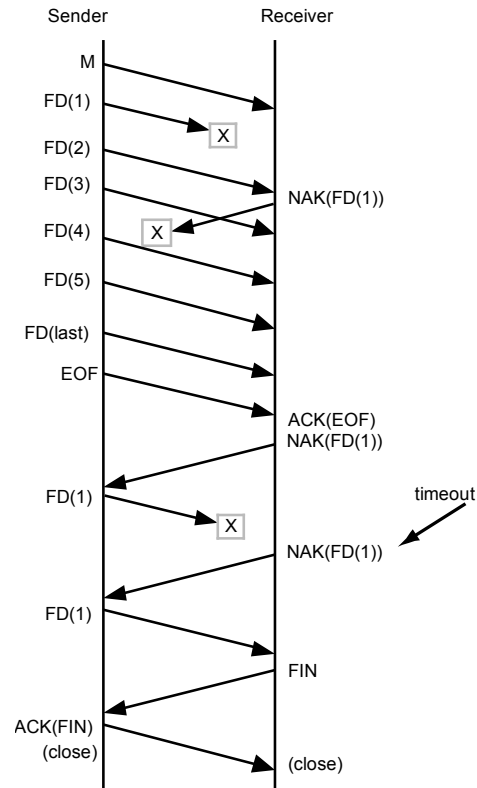 Sender
Receiver
M
FD(1)
X
FD(2)
FD(3)
NAK(FD(1))
X
FD(4)
FD(5)
FD(last)
EOF
ACK(EOF)
NAK(FD(1))
FD(1)
timeout
X
NAK(FD(1))
FD(1)
FIN
ACK(FIN)
(close)
(close)